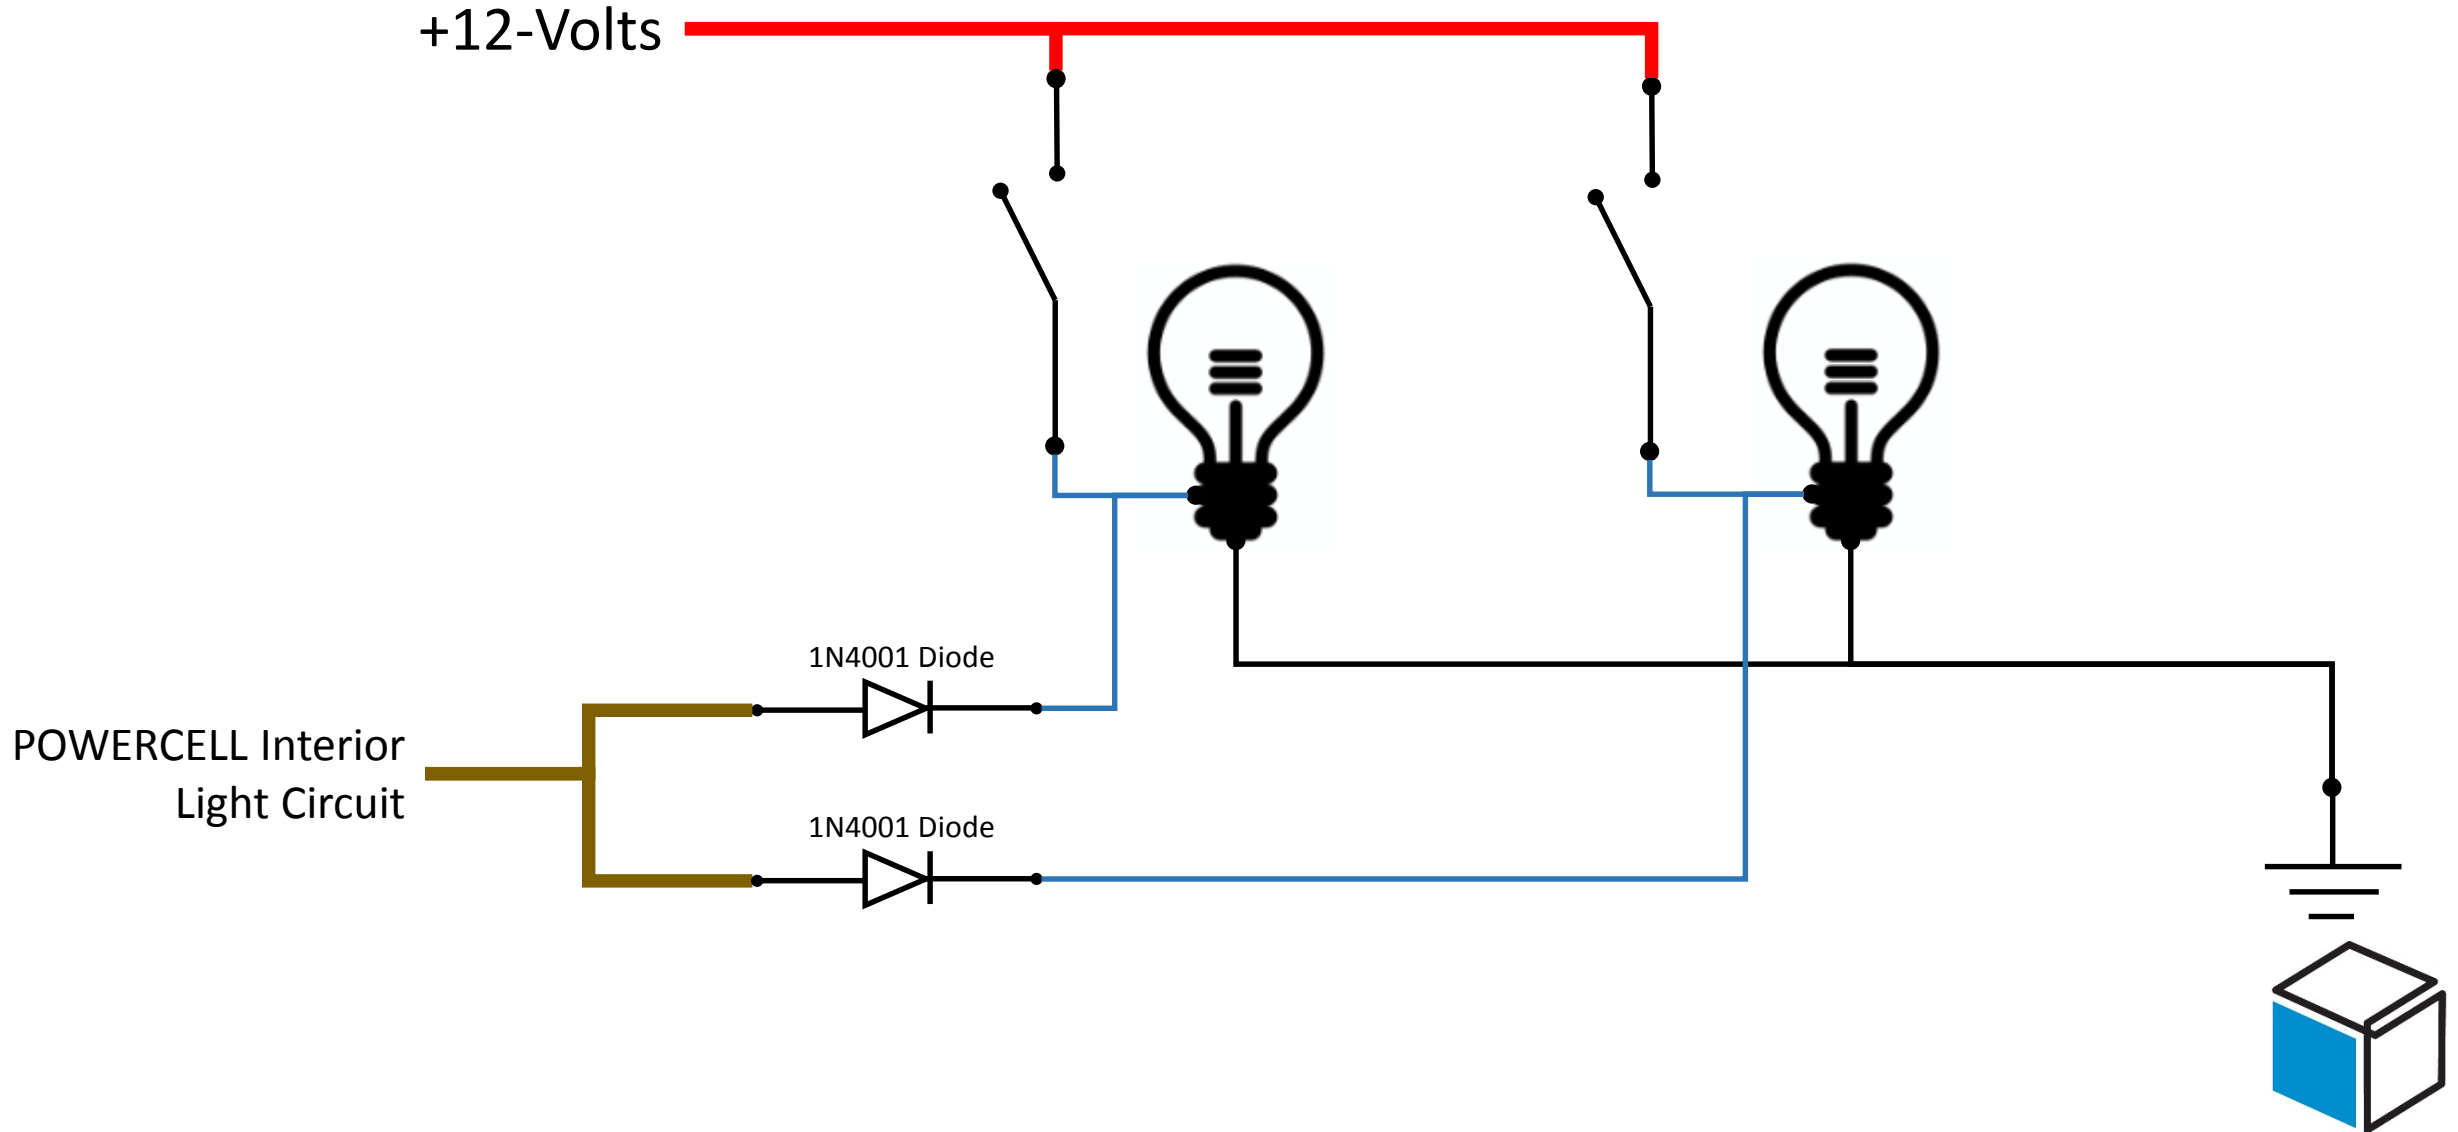 +12-Volts
1N4001 Diode
POWERCELL Interior
Light Circuit
1N4001 Diode